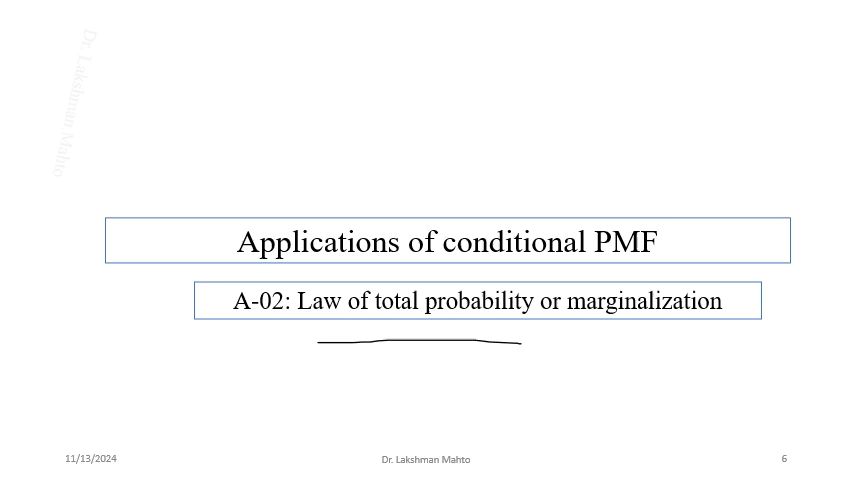 Dr. Lakshman Mahto
Applications of conditional PMF
A-02: Law of total probability or marginalization
11/13/2024
Dr. Lakshman Mahto
6